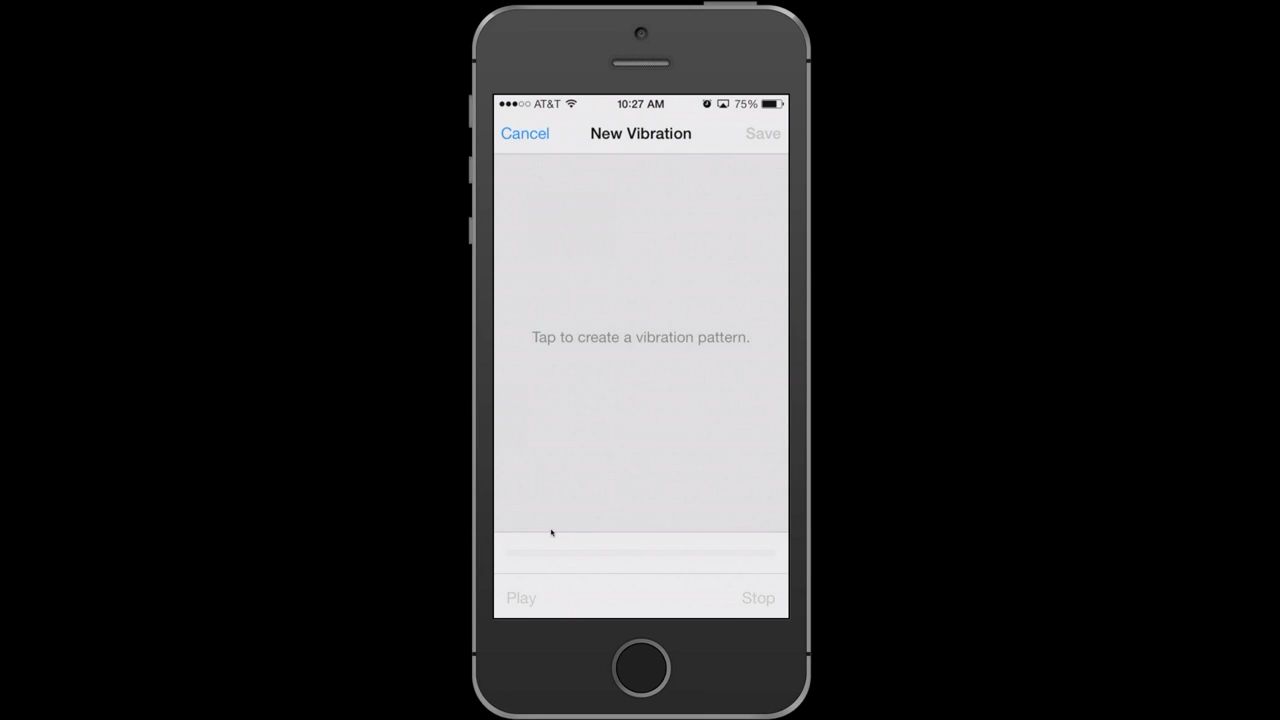 AT&T 10:27 AM 75%
Cancel New Vibration Save
Tap to create a vibration pattern.
Play Stop